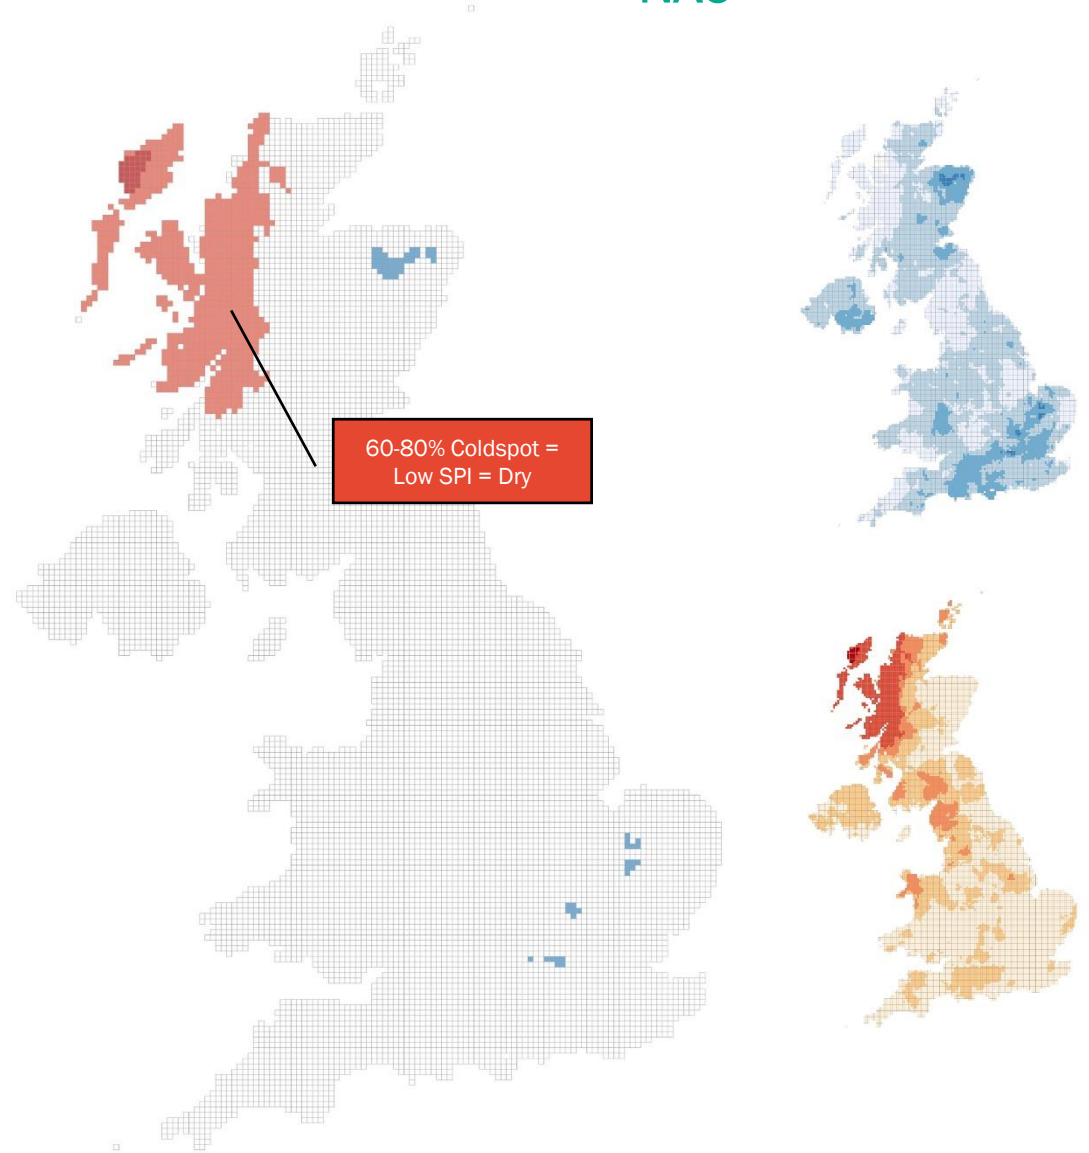 60-80% Coldspot =
Low SPI = Dry